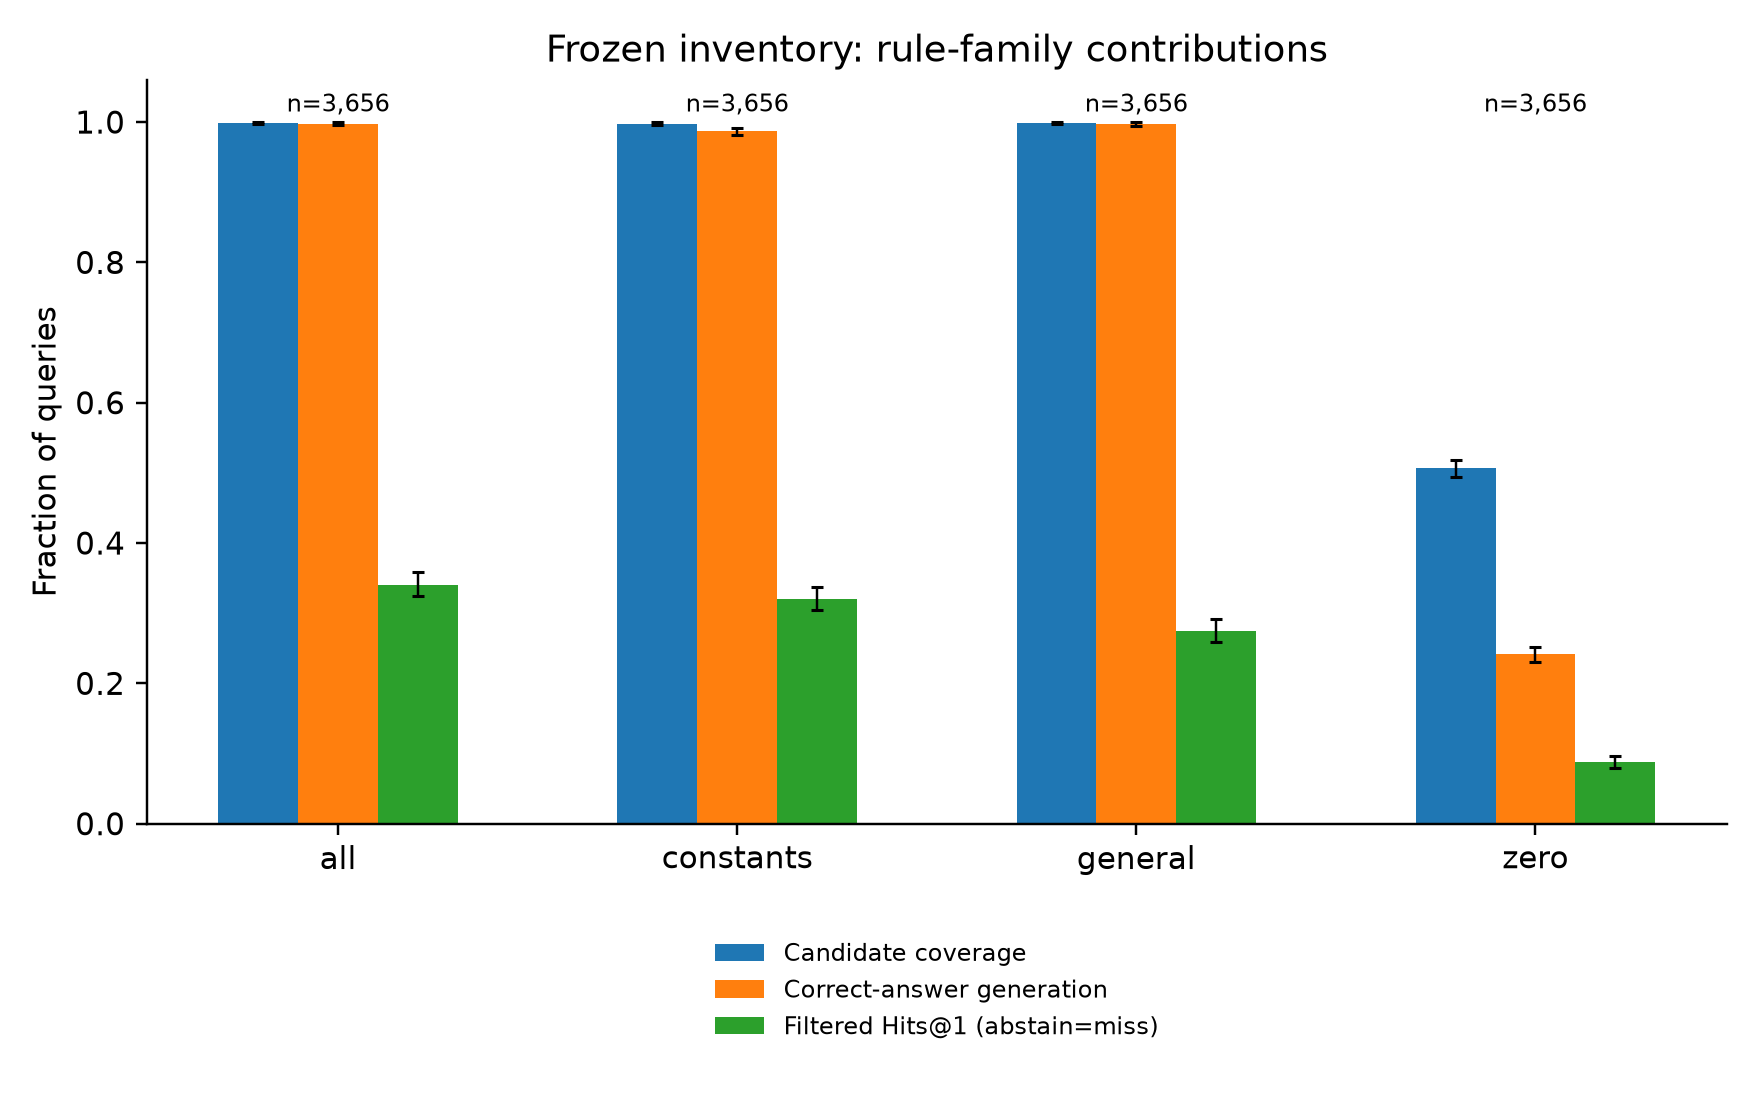 Frozen inventory: rule-family contributions
n=3,656 n=3,656 n=3,656 n=3,656
1.0
0.8
0.6
0.4
0.2
0.0
Fraction of queries
all constants general zero
Candidate coverage
Correct-answer generation
Filtered Hits@1 (abstain=miss)